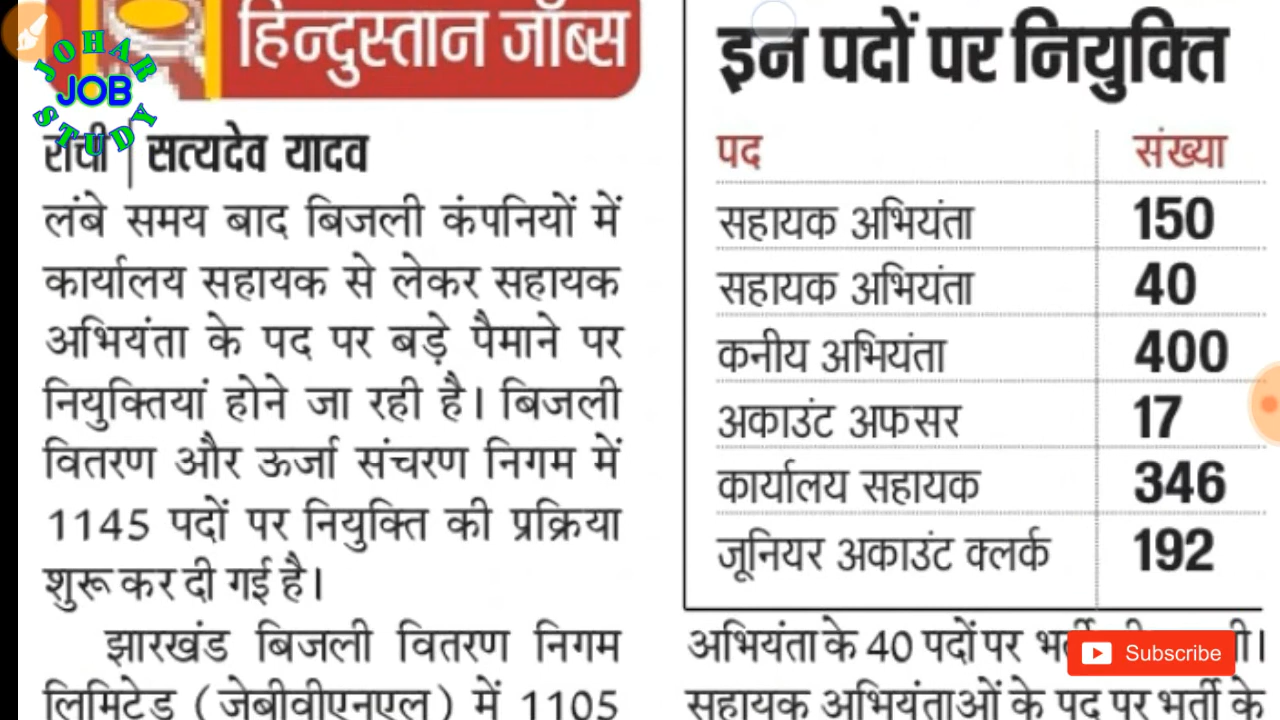 हिन्दुस्तान जॉब्स
JOHAR
JOB
STUDY
रांची | सत्यदेव यादव
लंबे समय बाद बिजली कंपनियों में
कार्यालय सहायक से लेकर सहायक
अभियंता के पद पर बड़े पैमाने पर
नियुक्तियां होने जा रही है। बिजली
वितरण और ऊर्जा संचरण निगम में
1145 पदों पर नियुक्ति की प्रक्रिया
शुरू कर दी गई है।
झारखंड बिजली वितरण निगम
लिमिटेड (जेबीवीएनएल) में 1105
इन पदों पर नियुक्ति
पद संख्या
सहायक अभियंता 150
सहायक अभियंता 40
कनीय अभियंता 400
अकाउंट अफसर 17
कार्यालय सहायक 346
जूनियर अकाउंट क्लर्क 192
अभियंता के 40 पदों पर
सहायक अभियंताओं के पद पर भर्ती के
Subscribe